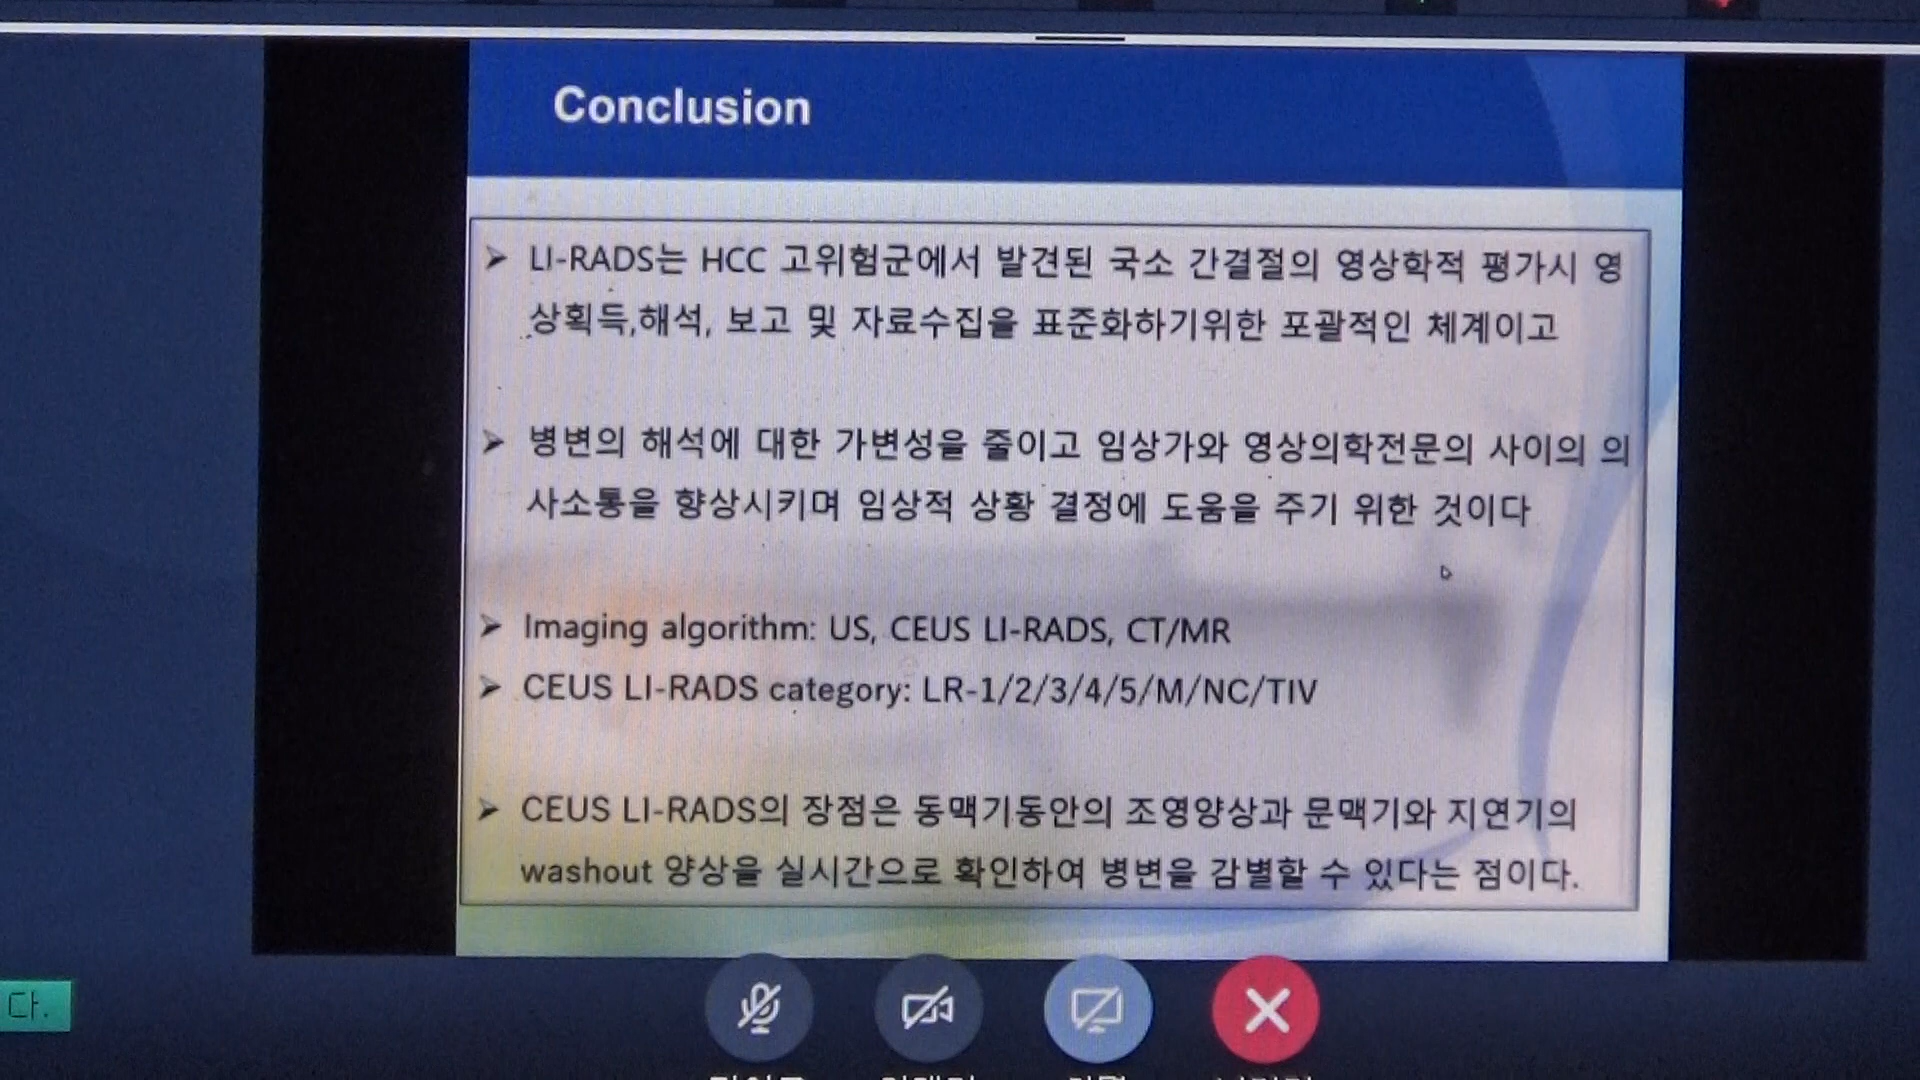 Conclusion
➢ LI-RADS는 HCC 고위험군에서 발견된 국소 간결절의 영상학적 평가시 영
상획득,해석, 보고 및 자료수집을 표준화하기위한 포괄적인 체계이고
➢ 병변의 해석에 대한 가변성을 줄이고 임상가와 영상의학전문의 사이의 의
사소통을 향상시키며 임상적 상황 결정에 도움을 주기 위한 것이다
➢ Imaging algorithm: US, CEUS LI-RADS, CT/MR
➢ CEUS LI-RADS category: LR-1/2/3/4/5/M/NC/TIV
➢ CEUS LI-RADS의 장점은 동맥기동안의 조영양상과 문맥기와 지연기의
washout 양상을 실시간으로 확인하여 병변을 감별할 수 있다는 점이다.
다.